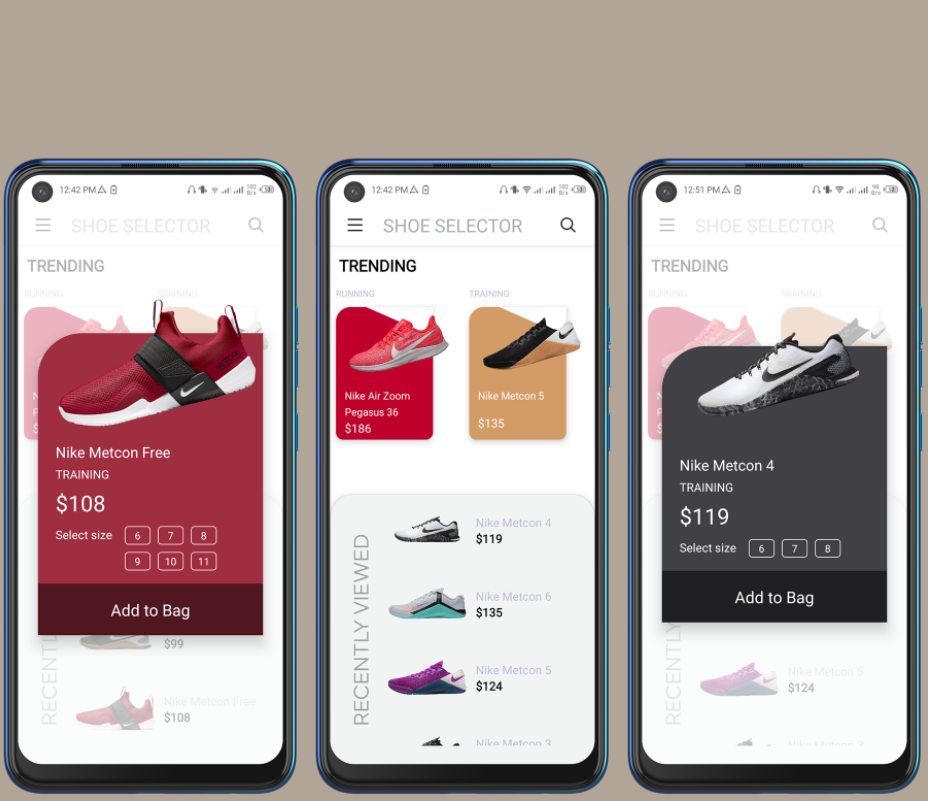 12:42 PM
SHOE SELECTOR
TRENDING
RUNNING
TRAINING
METCON
Nike Metcon Free
TRAINING
$108
Select size
6 7 8
9 10 11
Add to Bag
RECENTLY
$99
Nike Metcon Free
$108
12:42 PM
SHOE SELECTOR
TRENDING
RUNNING
TRAINING
Nike Air Zoom
Pegasus 36
$186
Nike Metcon 5
$135
RECENTLY VIEWED
Nike Metcon 4
$119
Nike Metcon 6
$135
Nike Metcon 5
$124
Nike Metcon 3
12:51 PM
SHOE SELECTOR
TRENDING
RUNNING
TRAINING
Nike Metcon 4
TRAINING
$119
Select size
6 7 8
Add to Bag
RECENTLY
Nike Metcon 5
$124
Nike Metcon 3